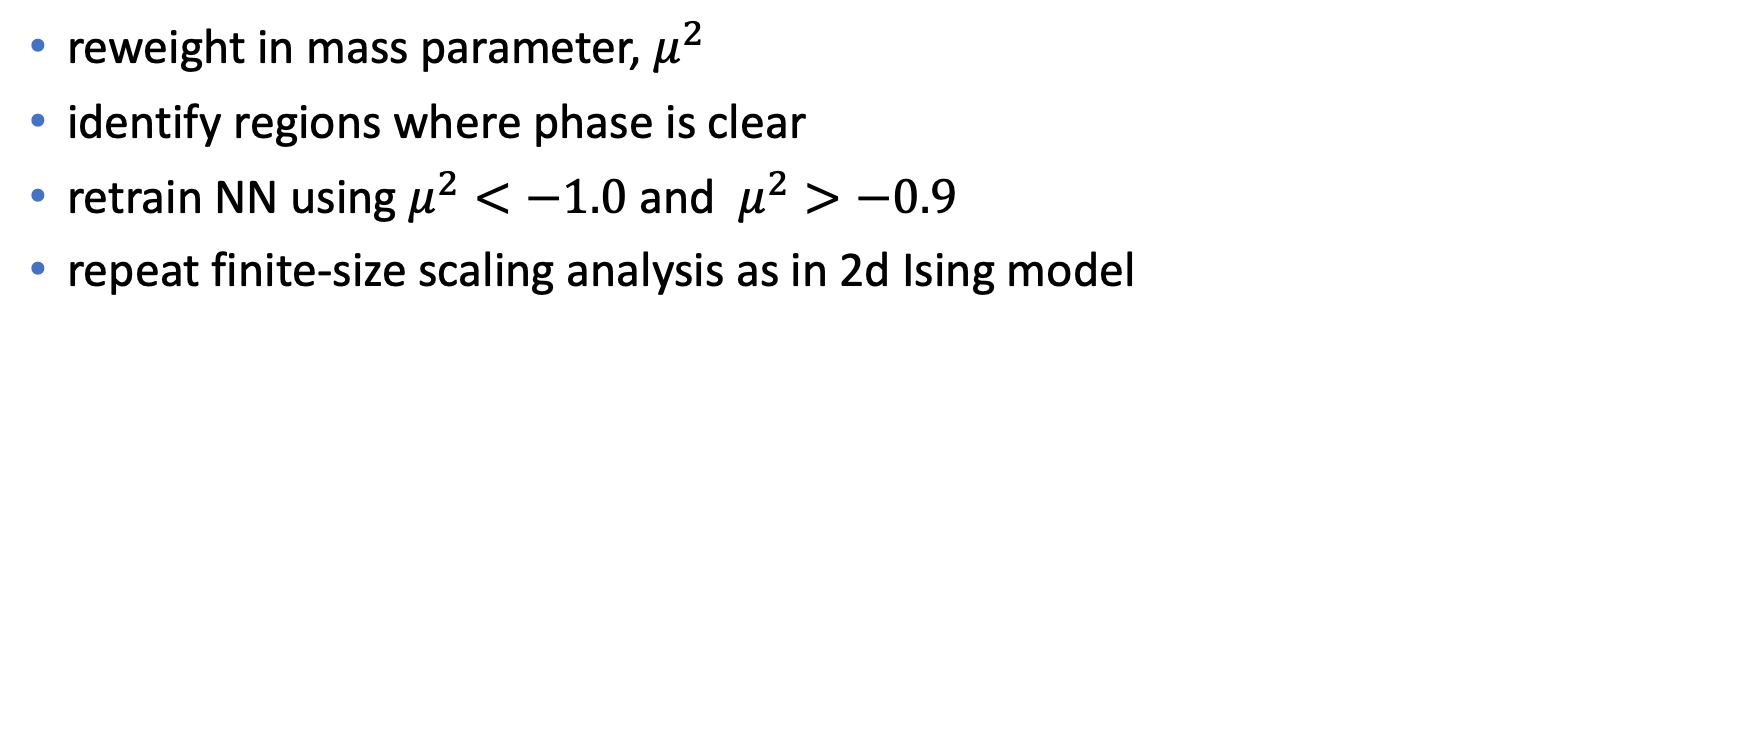 • reweight in mass parameter, μ²
• identify regions where phase is clear
• retrain NN using μ² < −1.0 and μ² > −0.9
• repeat finite-size scaling analysis as in 2d Ising model